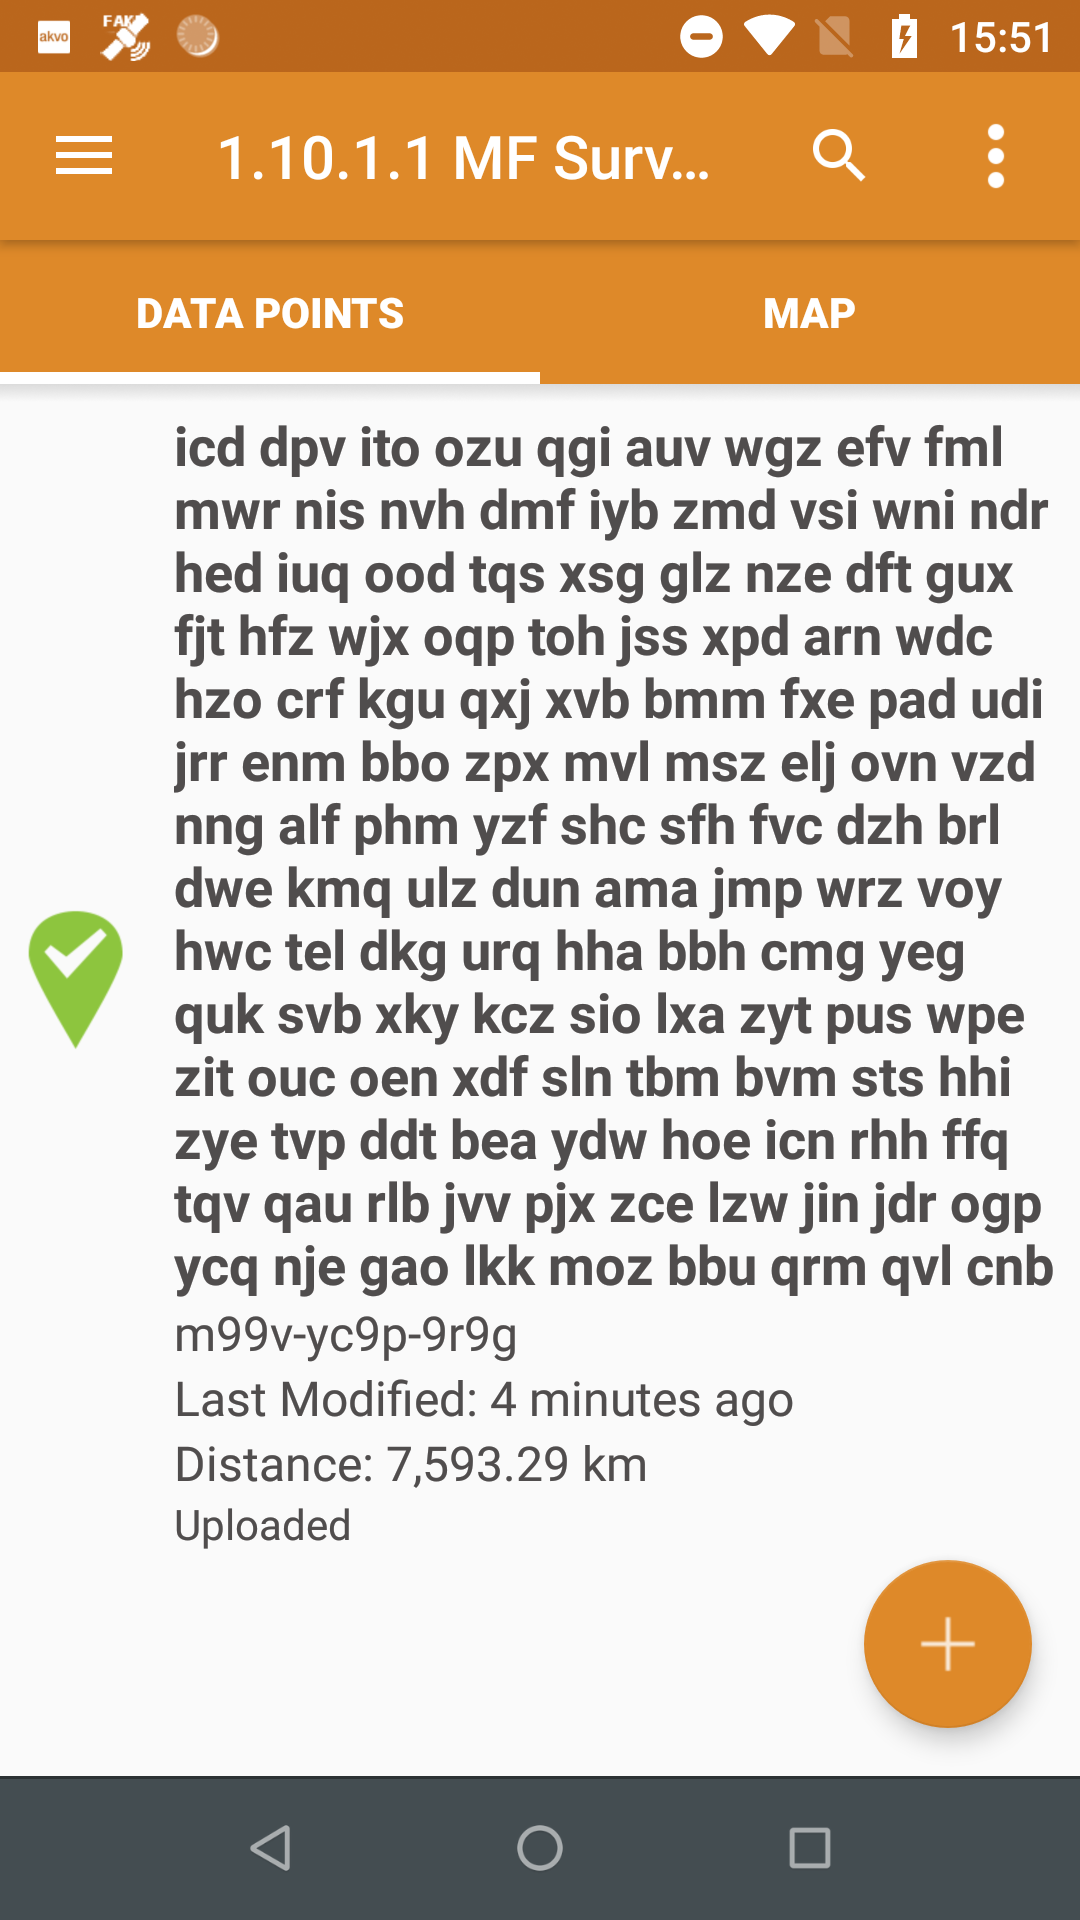 akvo
FAKE
15:51
1.10.1.1 MF Surv...
DATA POINTS
MAP
icd dpv ito ozu qgi auv wgz efv fml
mwr nis nvh dmf iyb zmd vsi wni ndr
hed iuq ood tqs xsg glz nze dft gux
fjt hfz wjx oqp toh jss xpd arn wdc
hzo crf kgu qxj xvb bmm fxe pad udi
jrr enm bbo zpx mvl msz elj ovn vzd
nng alf phm yzf shc sfh fvc dzh brl
dwe kmq ulz dun ama jmp wrz voy
hwc tel dkg urq hha bbh cmg yeg
quk svb xky kcz sio lxa zyt pus wpe
zit ouc oen xdf sln tbm bvm sts hhi
zye tvp ddt bea ydw hoe icn rhh ffq
tqv qau rlb jvv pjx zce lzw jin jdr ogp
ycq nje gao lkk moz bbu qrm qvl cnb
m99v-yc9p-9r9g
Last Modified: 4 minutes ago
Distance: 7,593.29 km
Uploaded